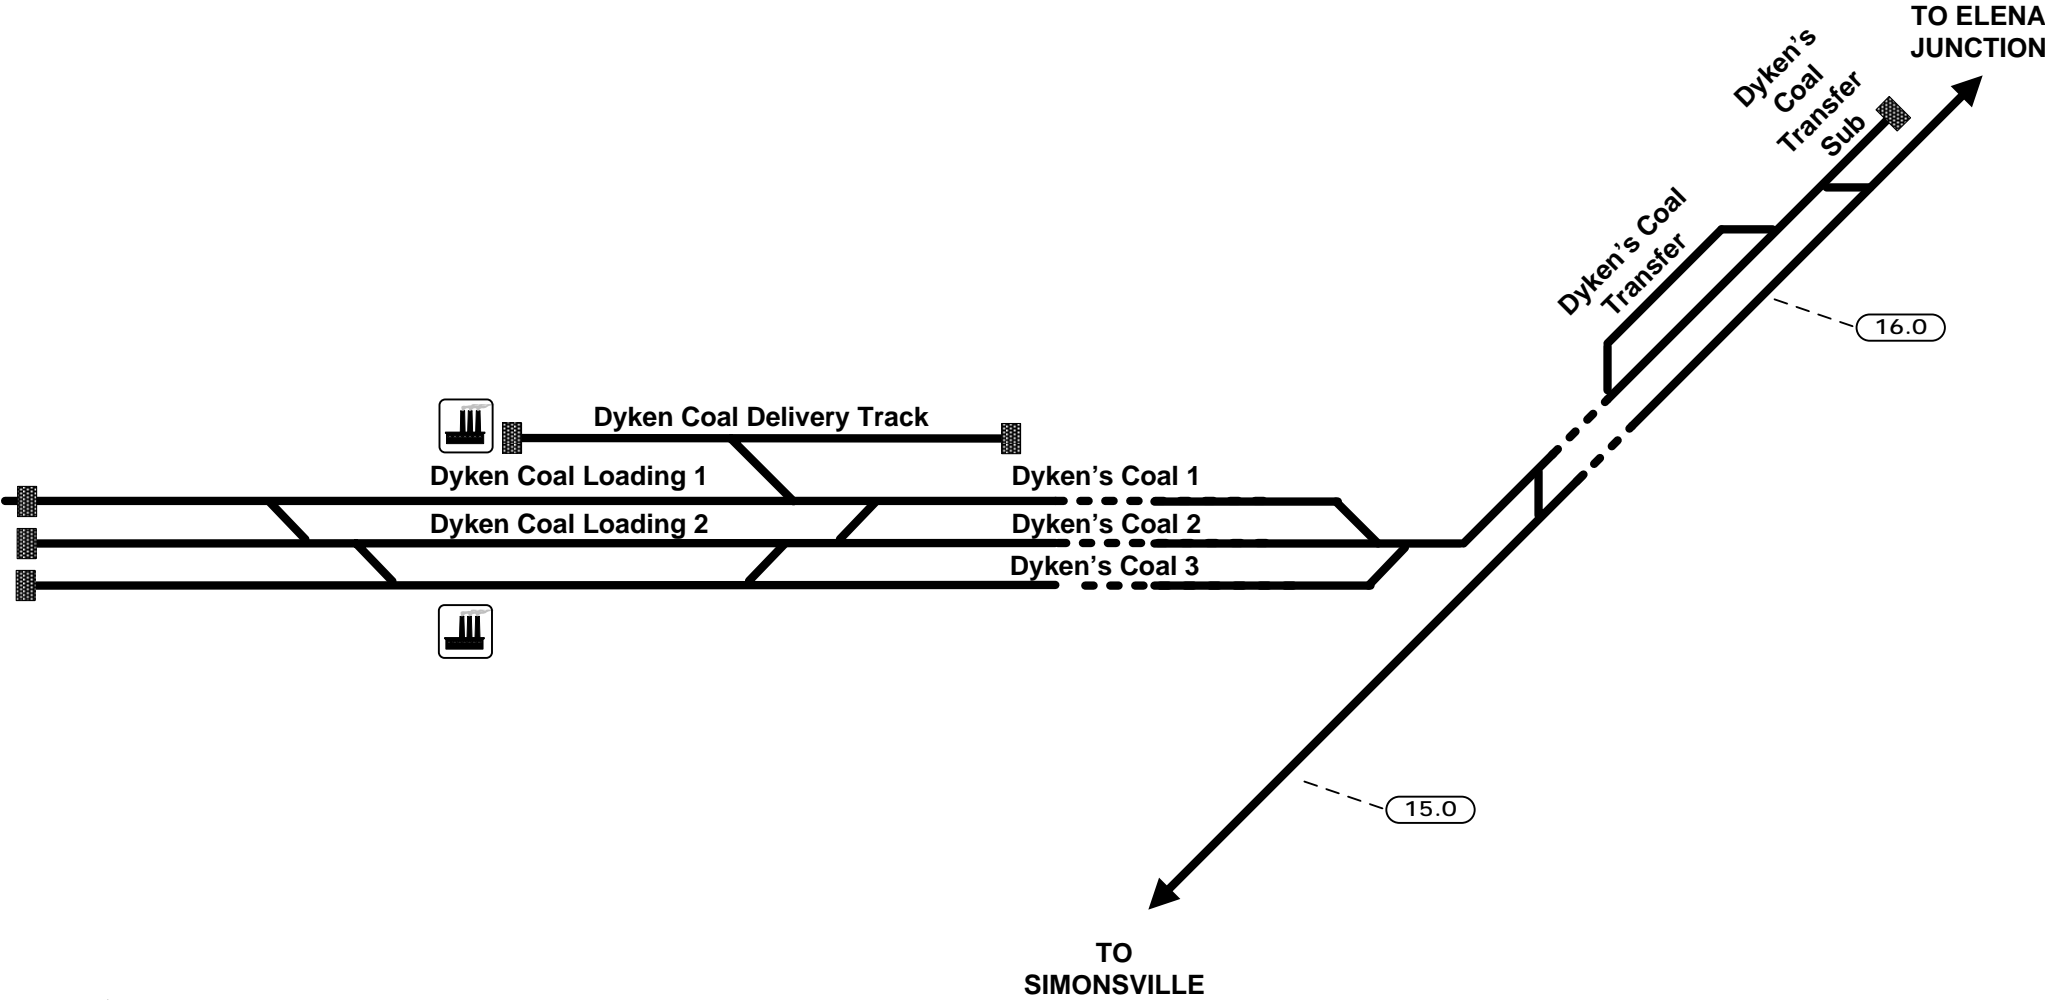 TO ELENA
JUNCTION
Dyken’s
Coal
Transfer
Sub
Dyken’s Coal
Transfer
16.0
Dyken Coal Delivery Track
Dyken Coal Loading 1
Dyken’s Coal 1
Dyken Coal Loading 2
Dyken’s Coal 2
Dyken’s Coal 3
15.0
TO
SIMONSVILLE